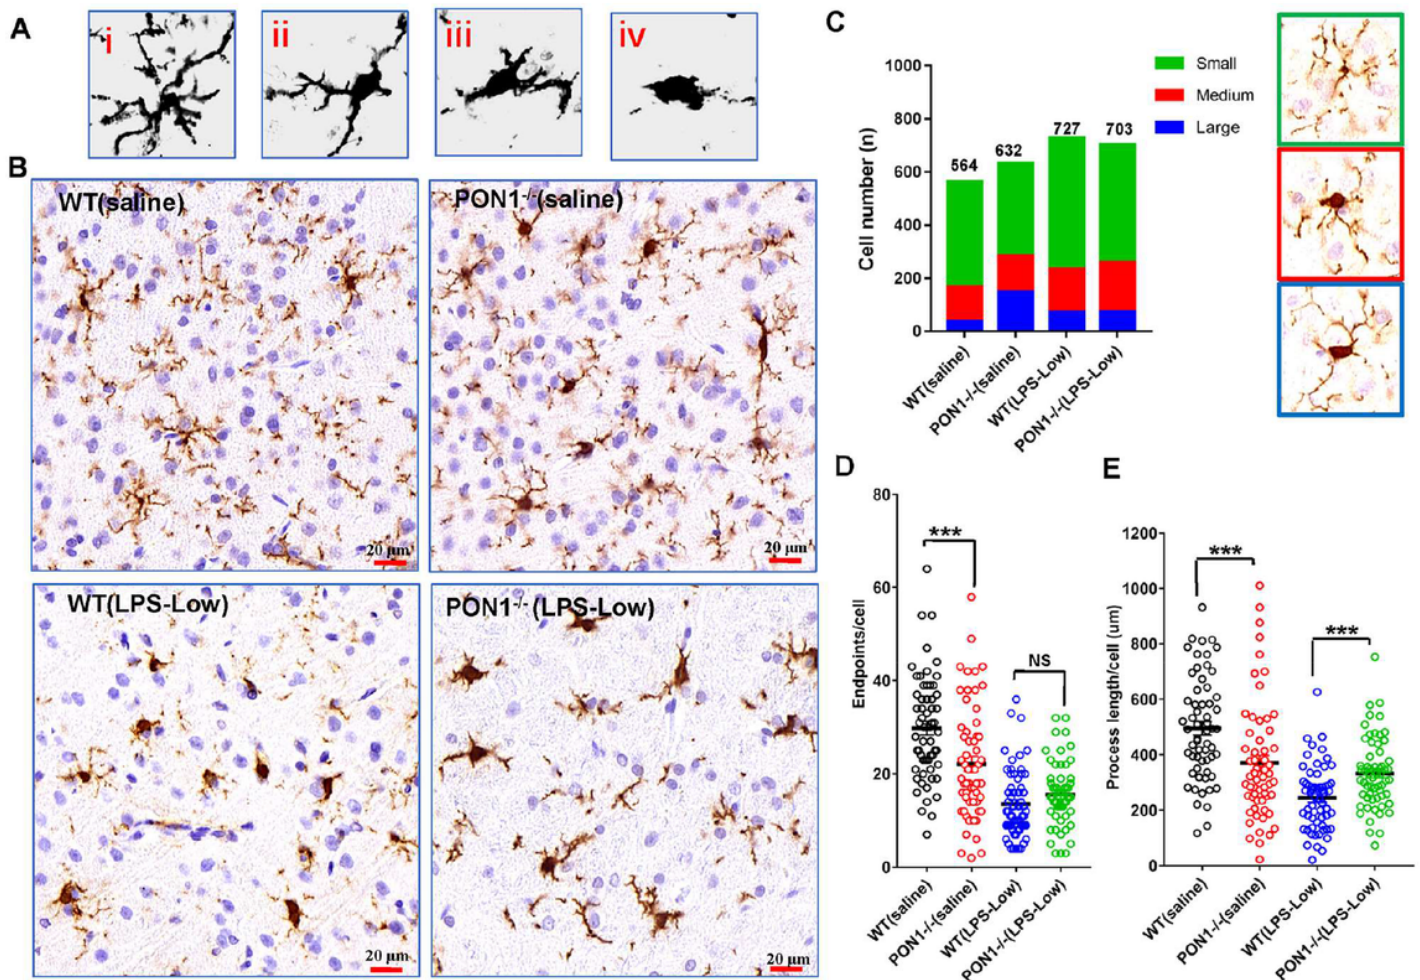 A
i
ii
iii
iv
B
WT(saline)
PON1-/-(saline)
20 µm
20 µm
WT(LPS-Low)
PON1-/-(LPS-Low)
20 µm
20 µm
C
Small
Medium
Large
Cell number (n)
1000
800
600
400
200
0
564
632
727
703
WT(saline)
PON1-/-(saline)
WT(LPS-Low)
PON1-/-(LPS-Low)
D
Endpoints/cell
80
60
40
20
0
***
NS
WT(saline)
PON1-/-(saline)
WT(LPS-Low)
PON1-/-(LPS-Low)
E
Process length/cell (um)
1200
1000
800
600
400
200
0
***
***
WT(saline)
PON1-/-(saline)
WT(LPS-Low)
PON1-/-(LPS-Low)